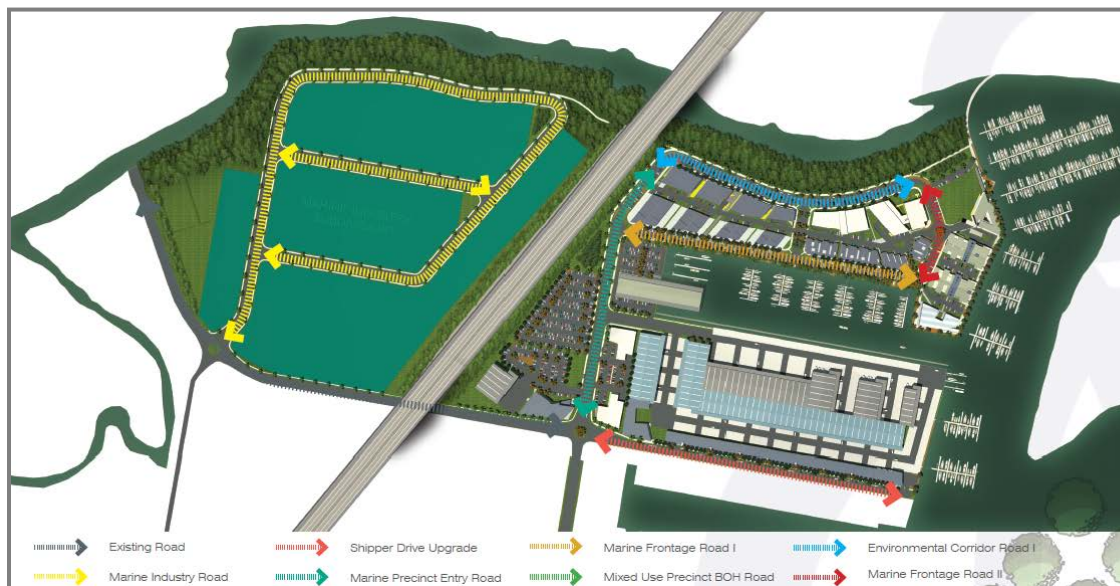 Existing Road
Shipper Drive Upgrade
Marine Frontage Road I
Environmental Corridor Road I
Marine Industry Road
Marine Precinct Entry Road
Mixed Use Precinct BOH Road
Marine Frontage Road II